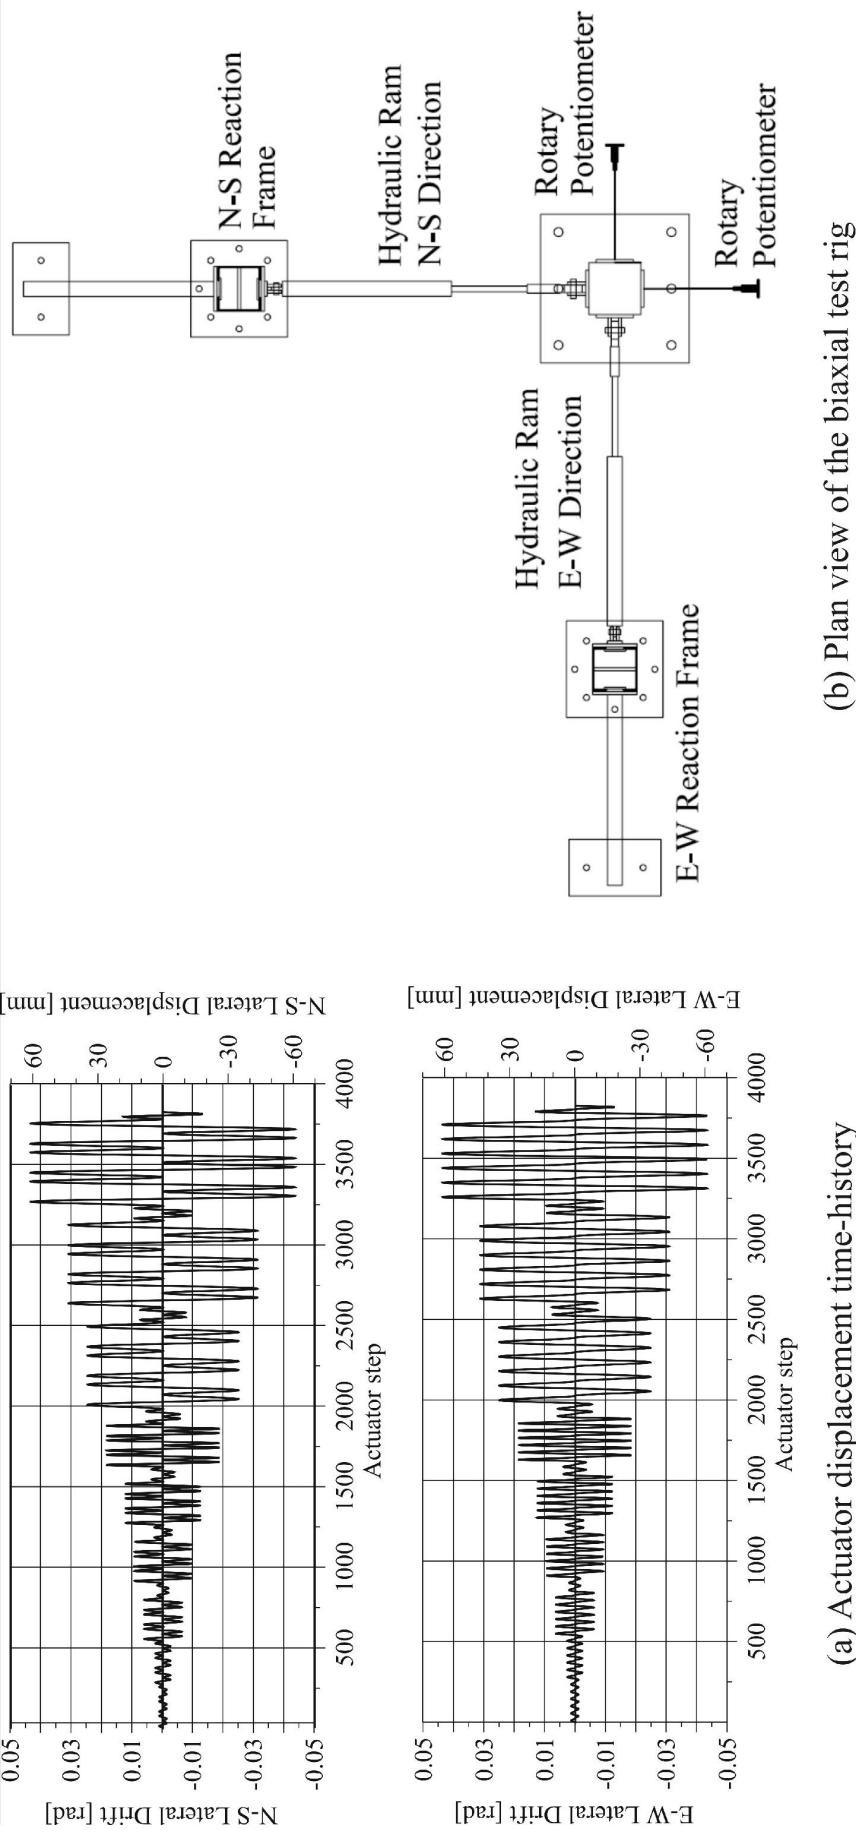 N-S Lateral Drift [rad]
0.05
0.03
0.01
-0.01
-0.03
-0.05
500
1000
1500
2000
2500
3000
3500
4000
Actuator step
60
30
0
-30
-60
N-S Lateral Displacement [mm]
E-W Lateral Drift [rad]
0.05
0.03
0.01
-0.01
-0.03
-0.05
500
1000
1500
2000
2500
3000
3500
4000
Actuator step
60
30
0
-30
-60
E-W Lateral Displacement [mm]
(a) Actuator displacement time-history
N-S Reaction
Frame
Hydraulic Ram
N-S Direction
Rotary
Potentiometer
Rotary
Potentiometer
Hydraulic Ram
E-W Direction
E-W Reaction Frame
(b) Plan view of the biaxial test rig